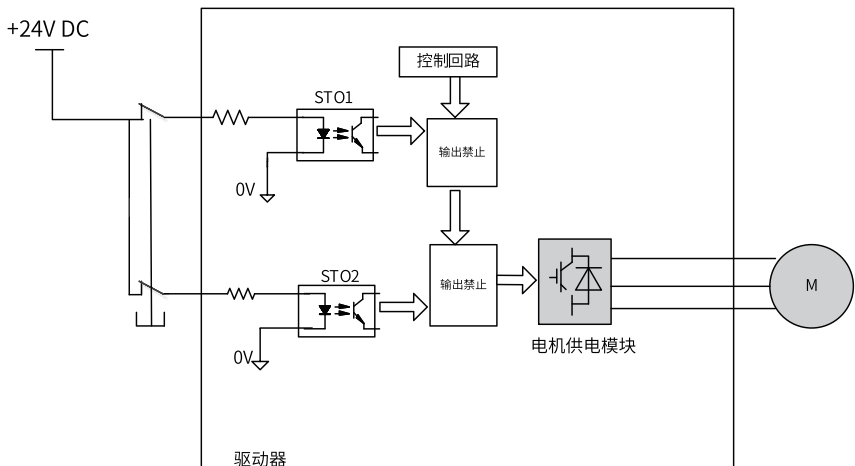 +24V DC
控制回路
STO1
输出禁止
0V
STO2
输出禁止
M
0V
电机供电模块
驱动器